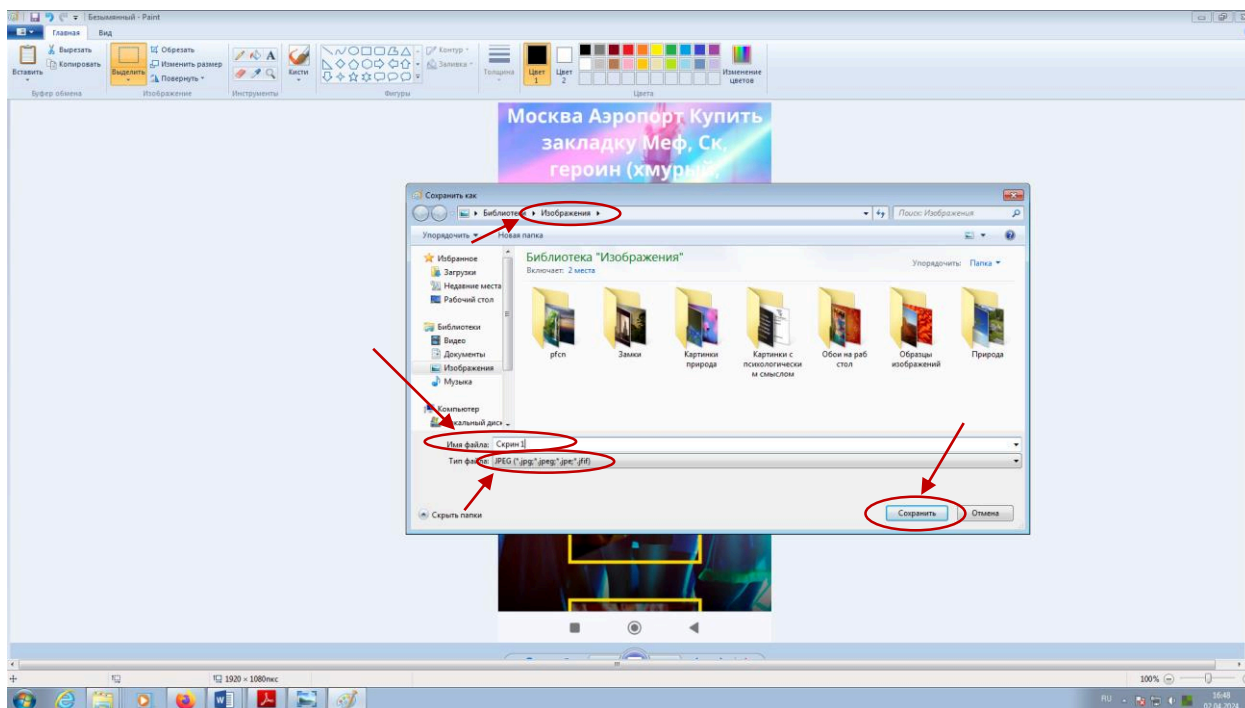 Безымянный - Paint
Главная Вид
Вставить
Вырезать
Копировать
Буфер обмена
Выделить
Обрезать
Изменить размер
Повернуть
Изображение
Инструменты
Кисти
Контур
Заливка
Фигуры
Толщина
Цвет 1
Цвет 2
Изменение цветов
Цвета
Москва Аэропорт Купить
закладку Меф, Ск,
героин (хмурый,
Сохранить как
Библиотеки Изображения
Поиск: Изображения
Упорядочить Новая папка
Избранное
Загрузки
Недавние места
Рабочий стол
Библиотеки
Видео
Документы
Изображения
Музыка
Компьютер
Библиотека "Изображения"
Включает: 2 места
Упорядочить: Папка
pfcn
Замки
Картинки
природа
Картинки с
психологически
м смыслом
Обои на раб
стол
Образцы
изображений
Природа
Имя файла: Скрин 1
Тип файла: JPEG (*.jpg;*.jpeg;*.jpe;*.jfif)
Скрыть папки
Сохранить Отмена
1920 × 1080пкс
100%
RU
16:48
02.04.2024